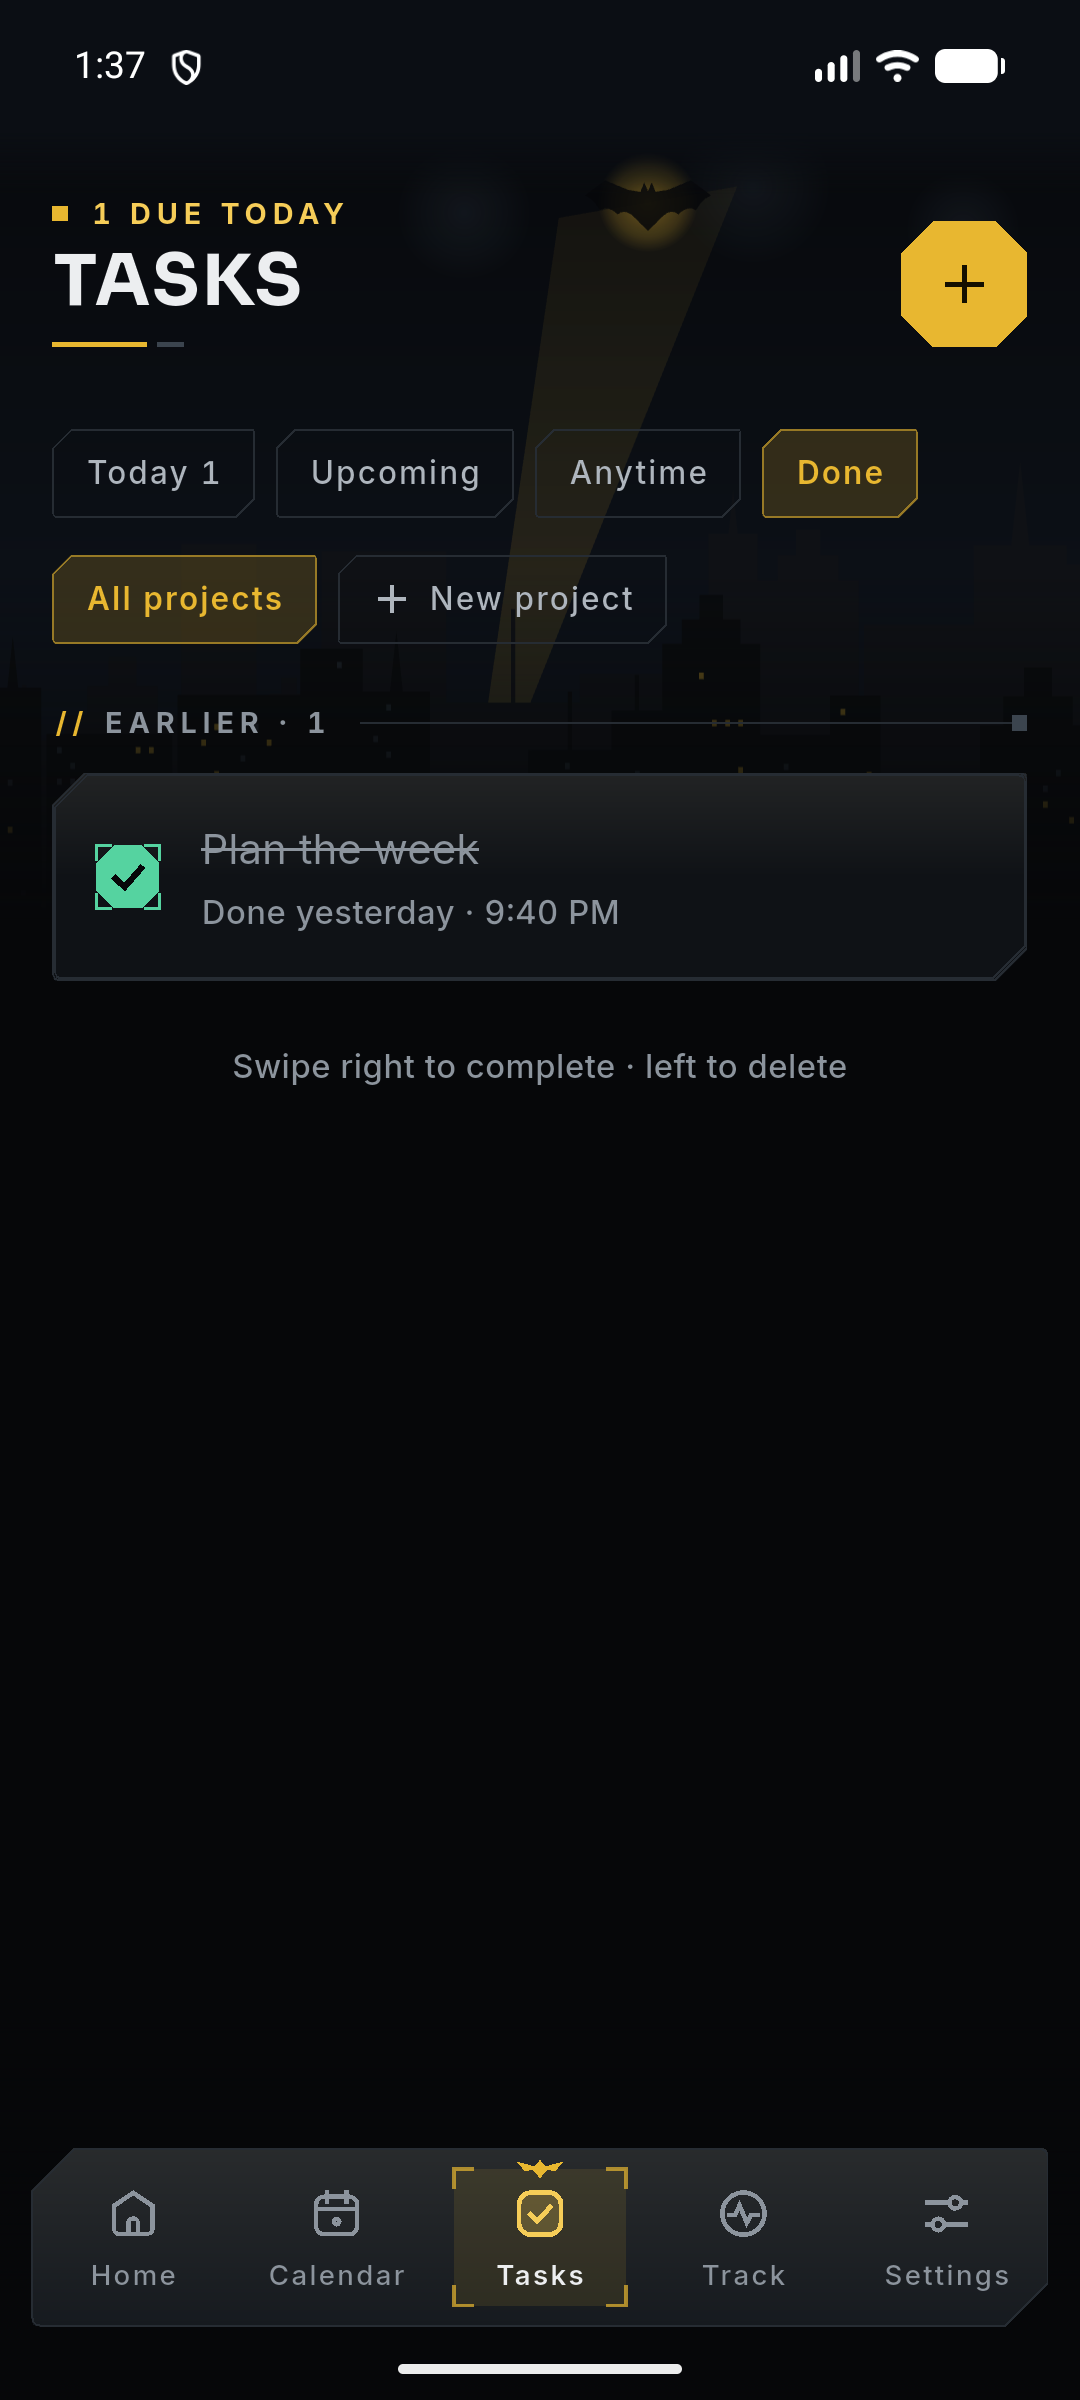 1:37
1 DUE TODAY
TASKS
Today 1
Upcoming
Anytime
Done
All projects
+ New project
// EARLIER · 1
Plan the week
Done yesterday · 9:40 PM
Swipe right to complete · left to delete
Home
Calendar
Tasks
Track
Settings